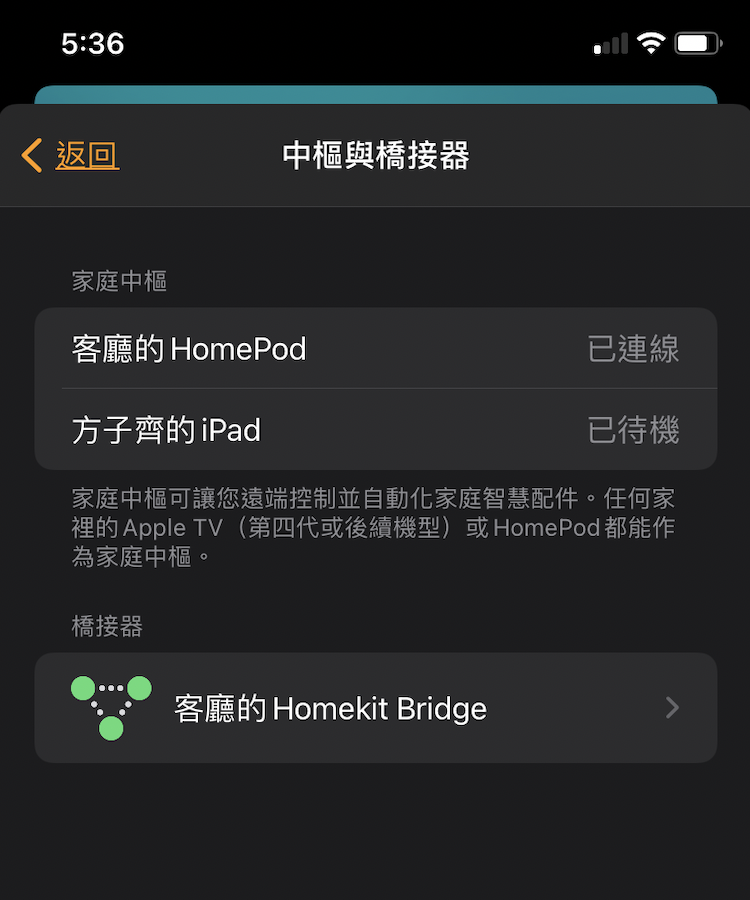 5:36
返回
中樞與橋接器
家庭中樞
客廳的 HomePod
已連線
方子齊的 iPad
已待機
家庭中樞可讓您遠端控制並自動化家庭智慧配件。任何家
裡的 Apple TV（第四代或後續機型）或 HomePod 都能作
為家庭中樞。
橋接器
客廳的 Homekit Bridge